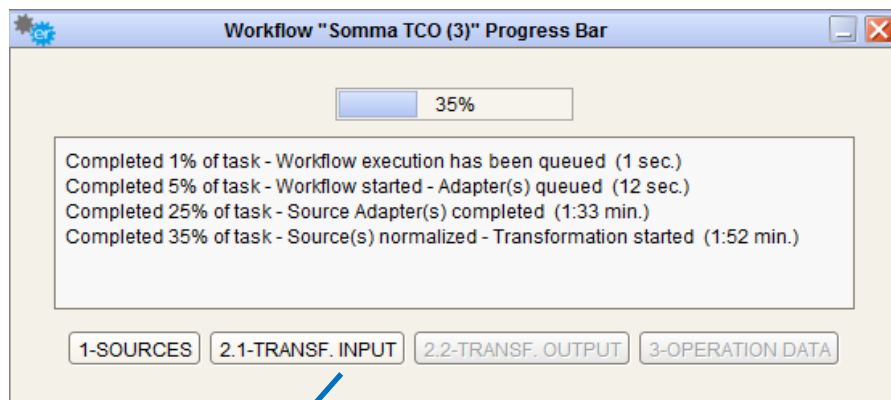 er
Workflow "Somma TCO (3)" Progress Bar
35%
Completed 1% of task - Workflow execution has been queued (1 sec.)
Completed 5% of task - Workflow started - Adapter(s) queued (12 sec.)
Completed 25% of task - Source Adapter(s) completed (1:33 min.)
Completed 35% of task - Source(s) normalized - Transformation started (1:52 min.)
1-SOURCES 2.1-TRANSF. INPUT 2.2-TRANSF. OUTPUT 3-OPERATION DATA